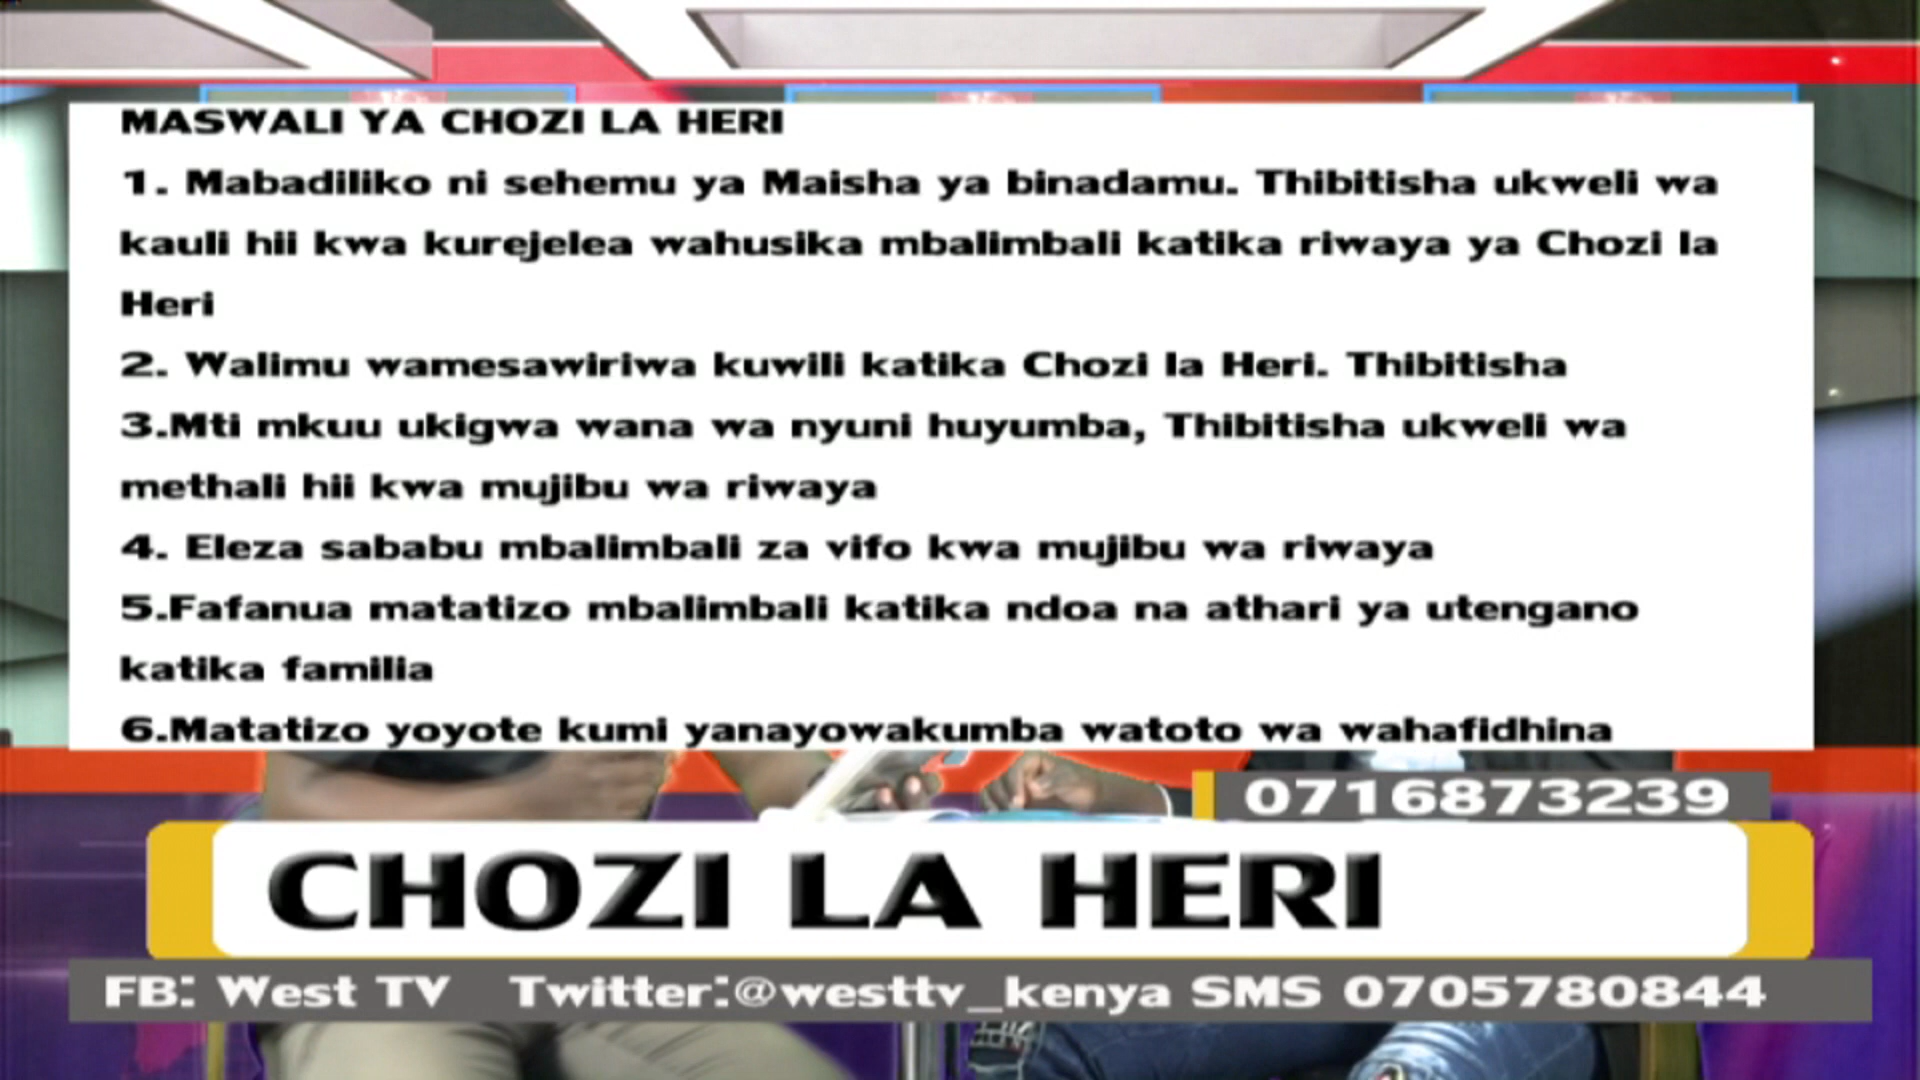 MASWALI YA CHOZI LA HERI
1. Mabadiliko ni sehemu ya Maisha ya binadamu. Thibitisha ukweli wa
kauli hii kwa kurejelea wahusika mbalimbali katika riwaya ya Chozi la
Heri
2. Walimu wamesawiriwa kuwili katika Chozi la Heri. Thibitisha
3.Mti mkuu ukigwa wana wa nyuni huyumba, Thibitisha ukweli wa
methali hii kwa mujibu wa riwaya
4. Eleza sababu mbalimbali za vifo kwa mujibu wa riwaya
5.Fafanua matatizo mbalimbali katika ndoa na athari ya utengano
katika familia
6.Matatizo yoyote kumi yanayowakumba watoto wa wahafidhina
0716873239
CHOZI LA HERI
FB: West TV Twitter:@westtv_kenya SMS 0705780844